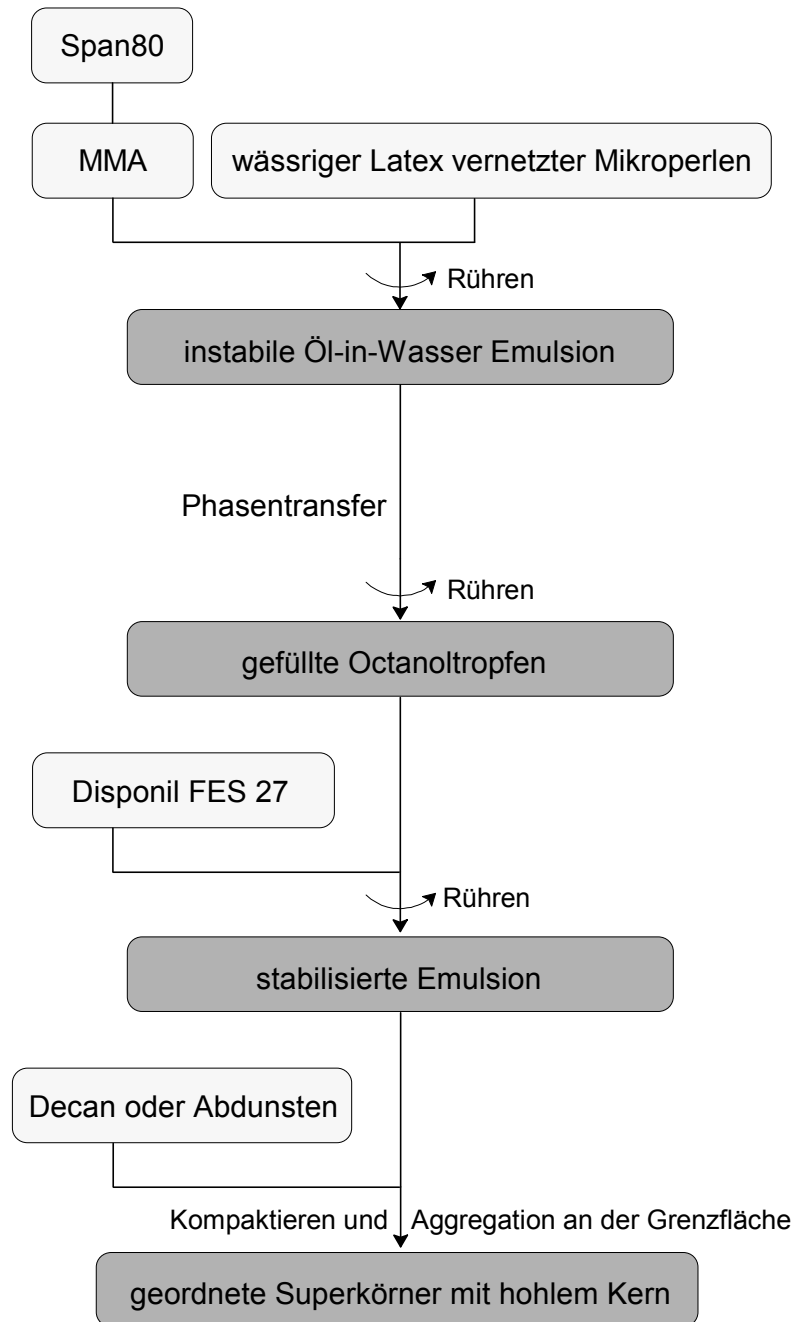 Span80
MMA
wässriger Latex vernetzter Mikroperlen
Rühren
instabile Öl-in-Wasser Emulsion
Phasentransfer
Rühren
gefüllte Octanoltropfen
Disponil FES 27
Rühren
stabilisierte Emulsion
Decan oder Abdunsten
Kompaktieren und Aggregation an der Grenzfläche
geordnete Superkörner mit hohlem Kern